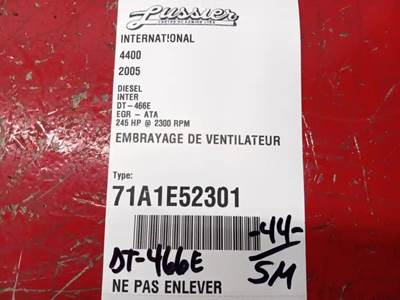 Lussier
INTERNATIONAL
4400
2005
DIESEL
INTER
DT-466E
EGR - ATA
245 HP @ 2300 RPM
EMBRAYAGE DE VENTILATEUR
Type:
71A1E52301
-44-
DT-466E
5M
NE PAS ENLEVER